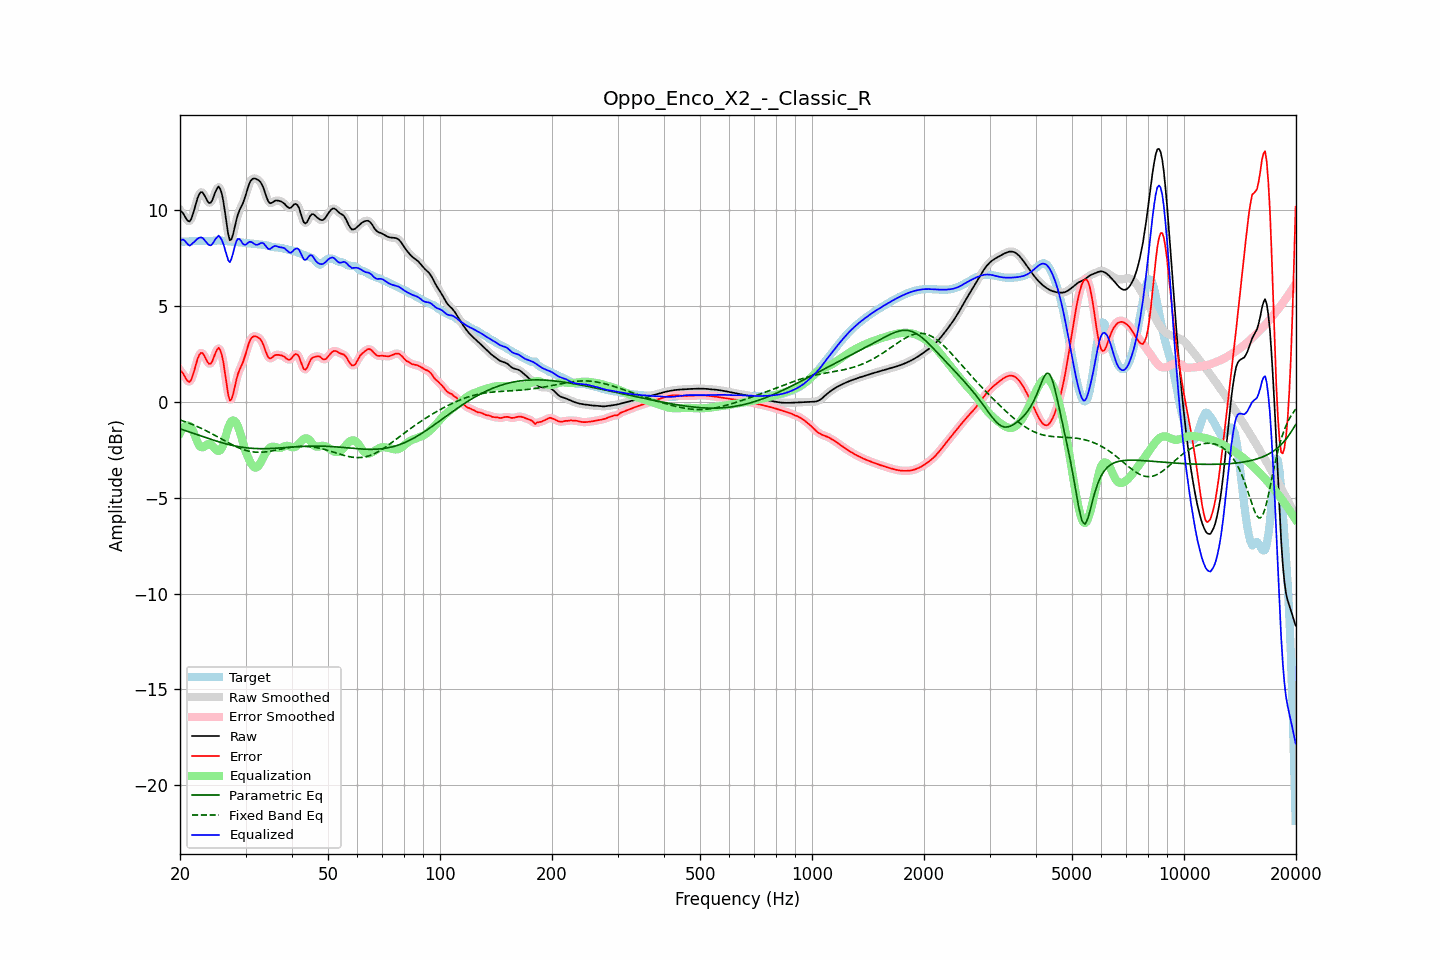 Oppo_Enco_X2_-_Classic_R
Amplitude (dBr)
10
5
0
−5
−10
−15
−20
Target
Raw Smoothed
Error Smoothed
Raw
Error
Equalization
Parametric Eq
Fixed Band Eq
Equalized
20 50 100 200 500 1000 2000 5000 10000 20000
Frequency (Hz)